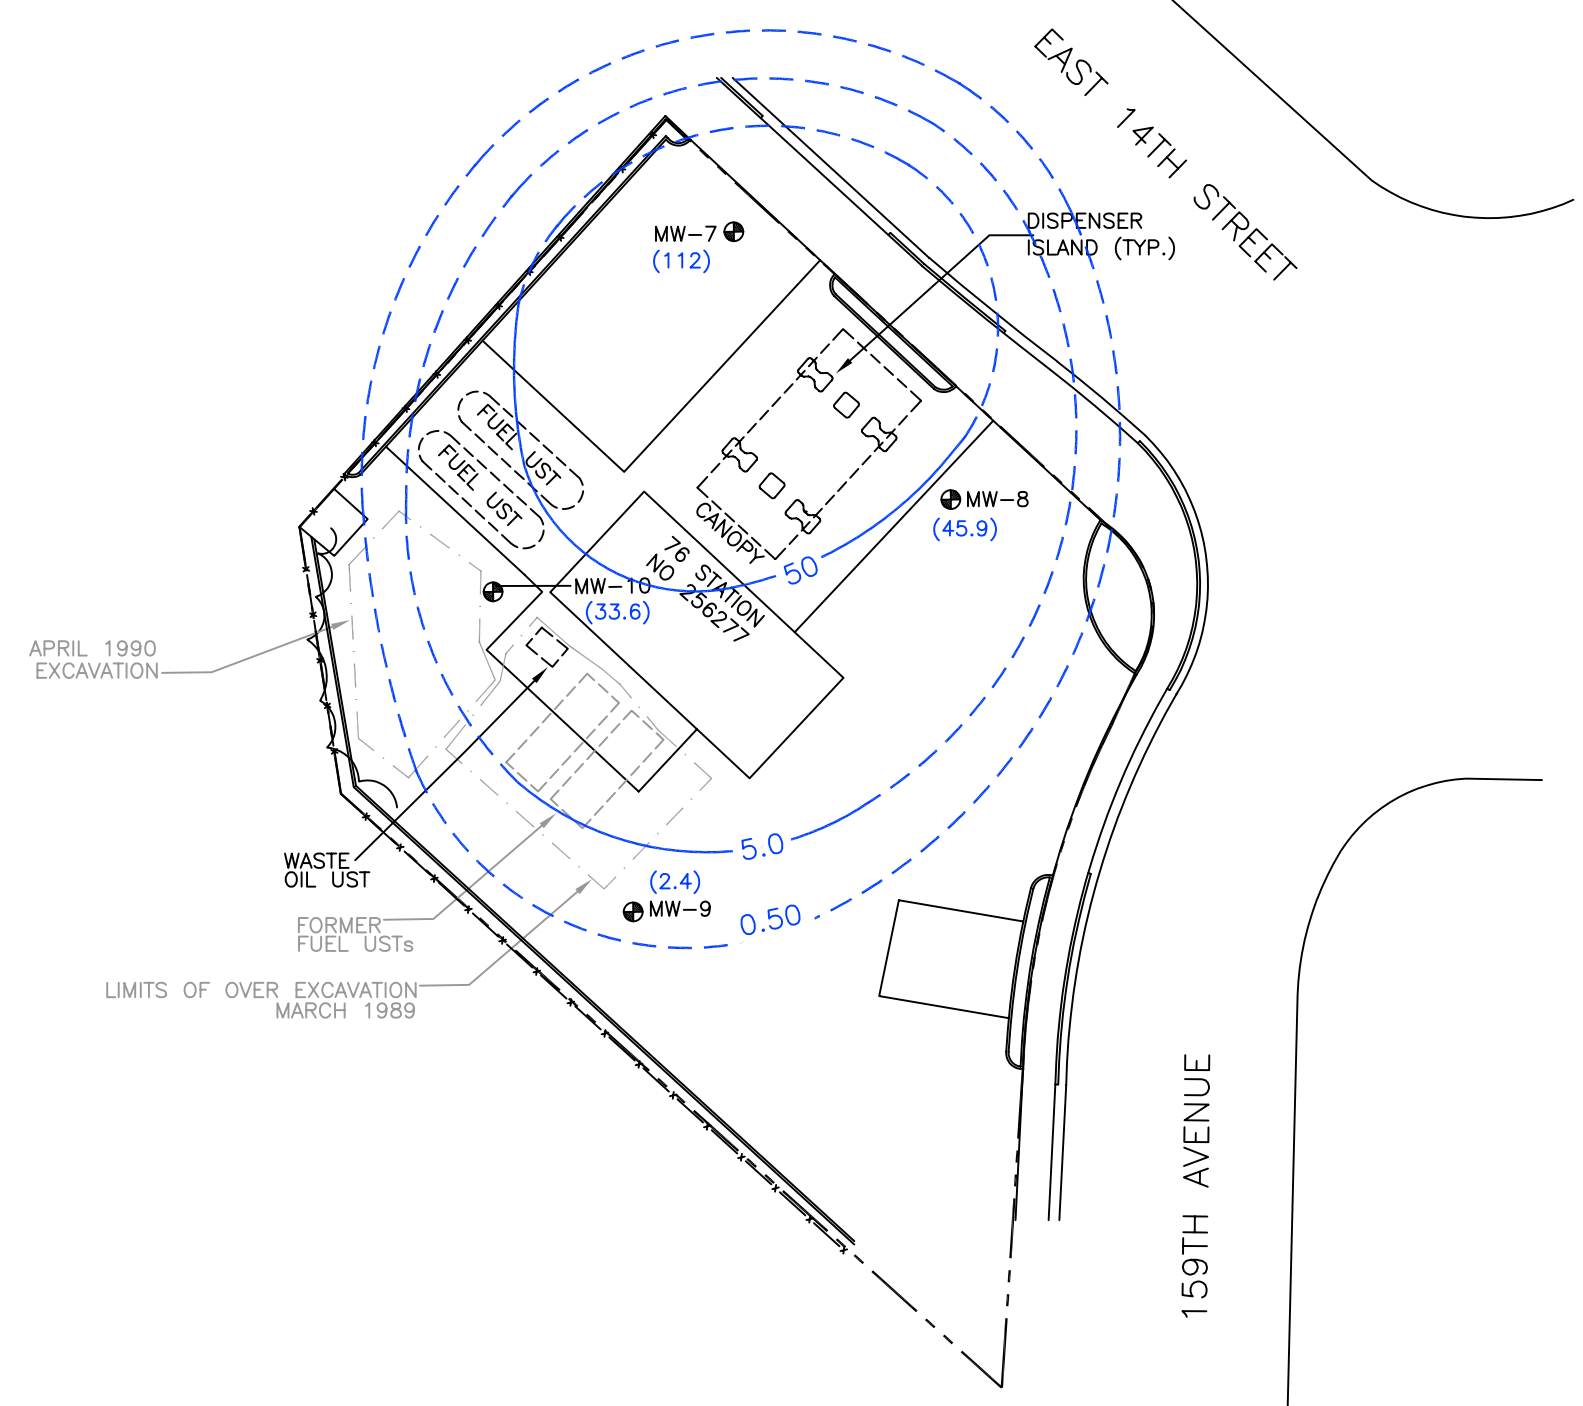 EAST 14TH STREET
DISPENSER
ISLAND (TYP.)
MW-7
(112)
FUEL UST
FUEL UST
CANOPY
MW-8
(45.9)
50
76 STATION
NO 256277
MW-10
(33.6)
APRIL 1990
EXCAVATION
5.0
WASTE
OIL UST
(2.4)
MW-9
0.50
FORMER
FUEL USTs
LIMITS OF OVER EXCAVATION
MARCH 1989
159TH AVENUE